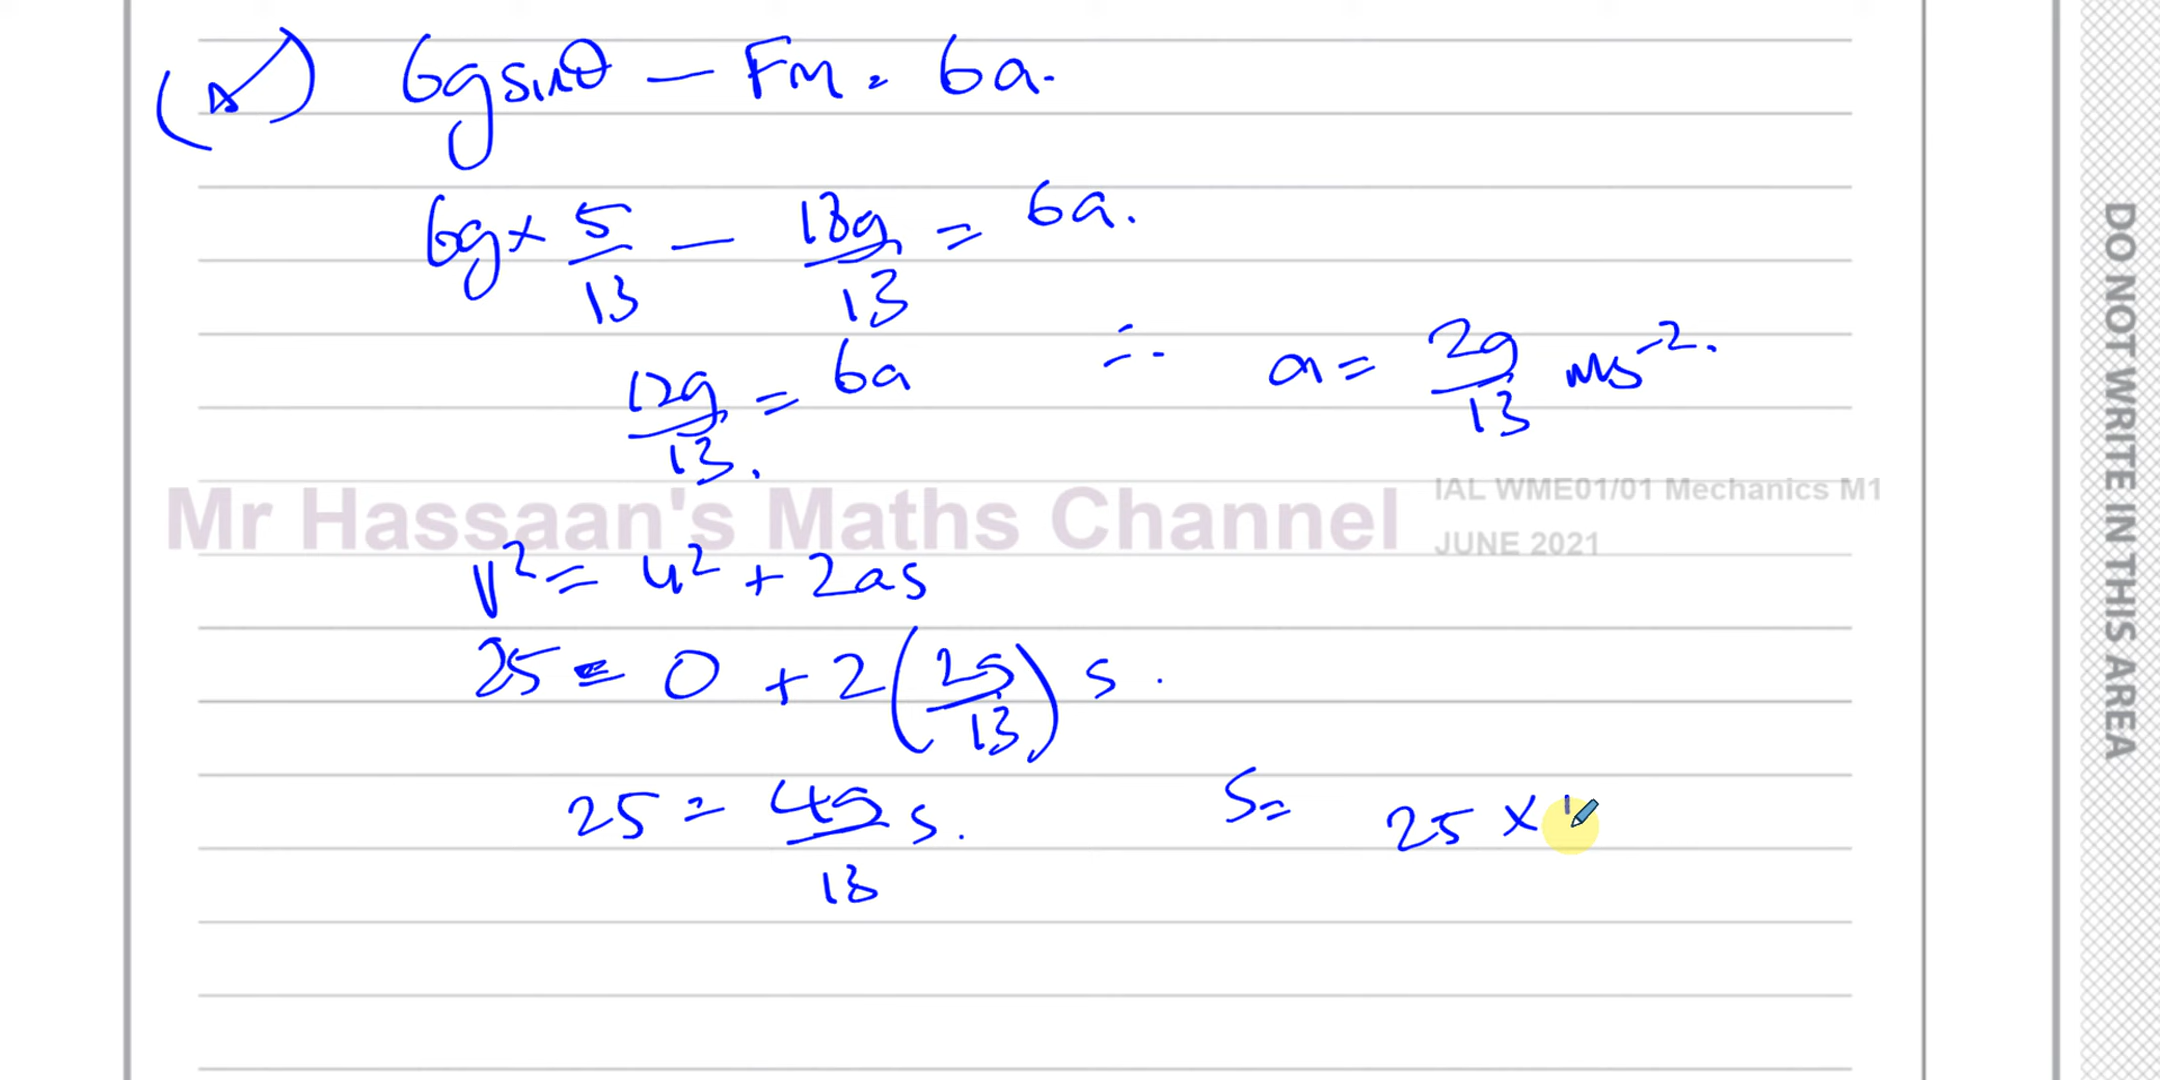 (↙) 6g sinθ − FM = 6a.
6g × 5/13 − 18g/13 = 6a.
12g/13 = 6a ∴ a = 2g/13 ms⁻².
Mr Hassaan's Maths Channel
IAL WME01/01 Mechanics M1
JUNE 2021
v² = u² + 2as
25 = 0 + 2(2g/13) s.
25 = 4g/13 s. S = 25 ×
DO NOT WRITE IN THIS AREA